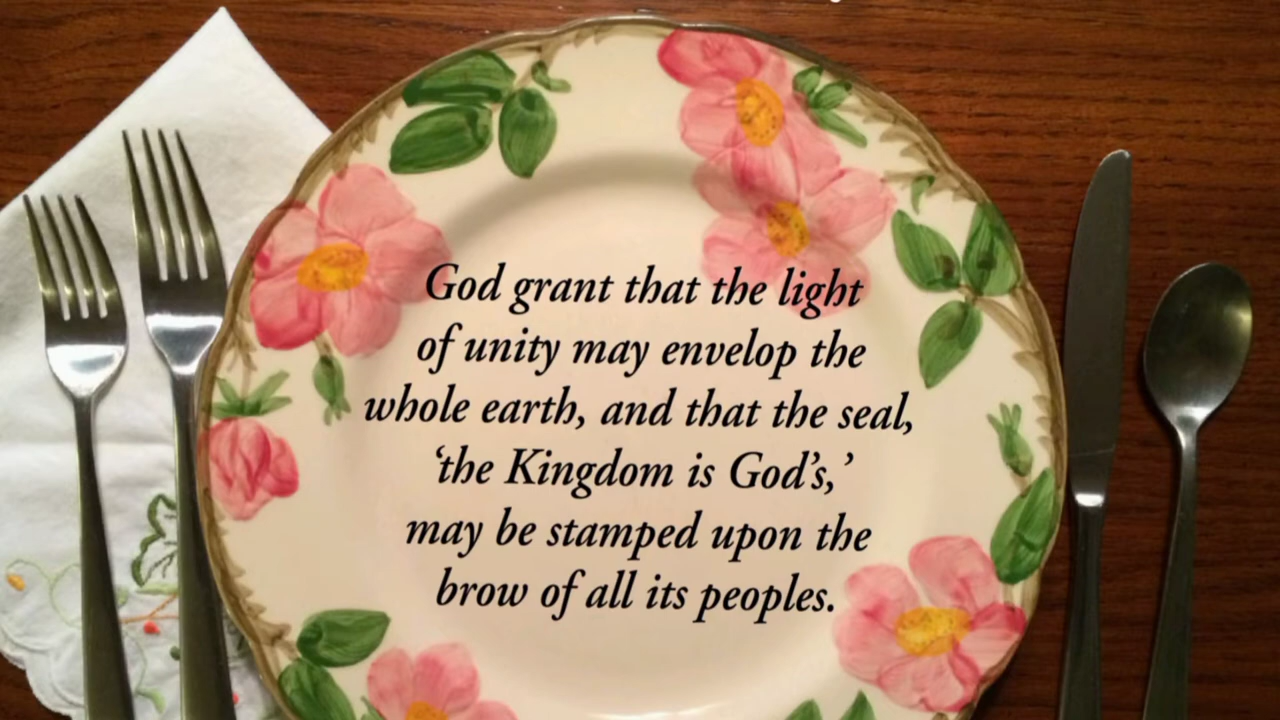 God grant that the light
of unity may envelop the
whole earth, and that the seal,
‘the Kingdom is God’s,’
may be stamped upon the
brow of all its peoples.